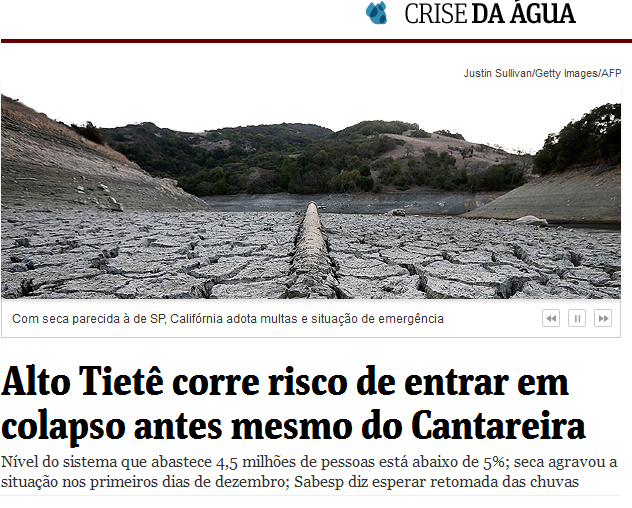 CRISE DA ÁGUA
Justin Sullivan/Getty Images/AFP
Com seca parecida à de SP, Califórnia adota multas e situação de emergência
Alto Tietê corre risco de entrar em
colapso antes mesmo do Cantareira
Nível do sistema que abastece 4,5 milhões de pessoas está abaixo de 5%; seca agravou a
situação nos primeiros dias de dezembro; Sabesp diz esperar retomada das chuvas